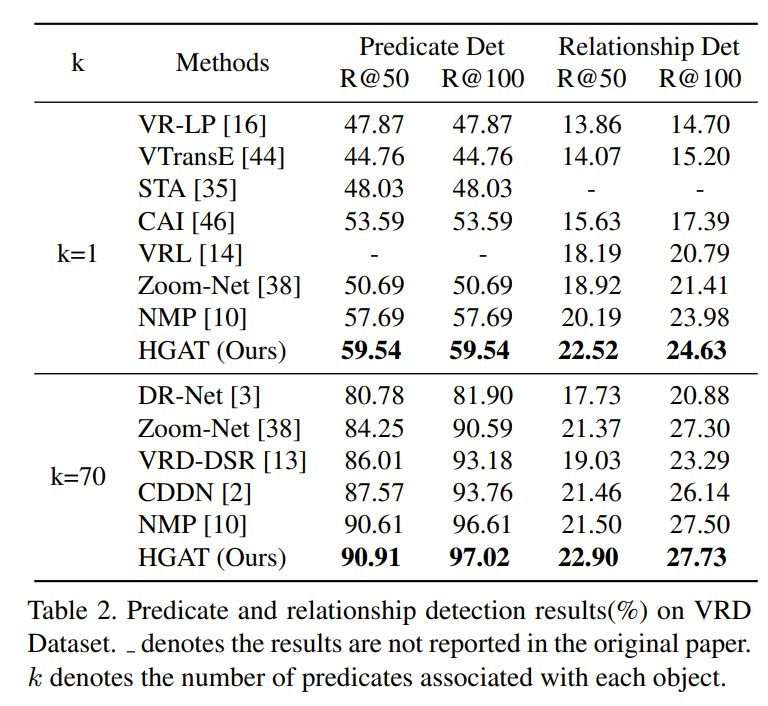 k Methods Predicate Det Relationship Det
R@50 R@100 R@50 R@100
VR-LP [16] 47.87 47.87 13.86 14.70
VTransE [44] 44.76 44.76 14.07 15.20
STA [35] 48.03 48.03 - -
CAI [46] 53.59 53.59 15.63 17.39
k=1 VRL [14] - - 18.19 20.79
Zoom-Net [38] 50.69 50.69 18.92 21.41
NMP [10] 57.69 57.69 20.19 23.98
HGAT (Ours) 59.54 59.54 22.52 24.63
DR-Net [3] 80.78 81.90 17.73 20.88
Zoom-Net [38] 84.25 90.59 21.37 27.30
k=70 VRD-DSR [13] 86.01 93.18 19.03 23.29
CDDN [2] 87.57 93.76 21.46 26.14
NMP [10] 90.61 96.61 21.50 27.50
HGAT (Ours) 90.91 97.02 22.90 27.73
Table 2. Predicate and relationship detection results(%) on VRD
Dataset. _ denotes the results are not reported in the original paper.
k denotes the number of predicates associated with each object.